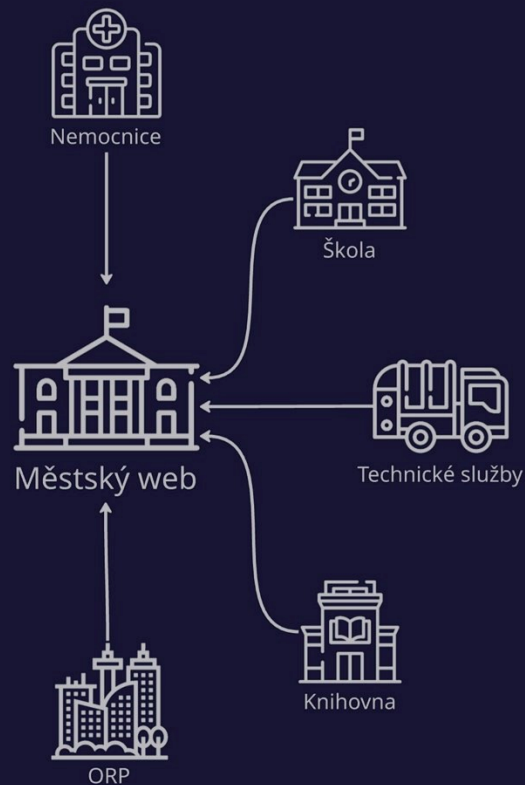 Nemocnice
Škola
Městský web
Technické služby
Knihovna
ORP